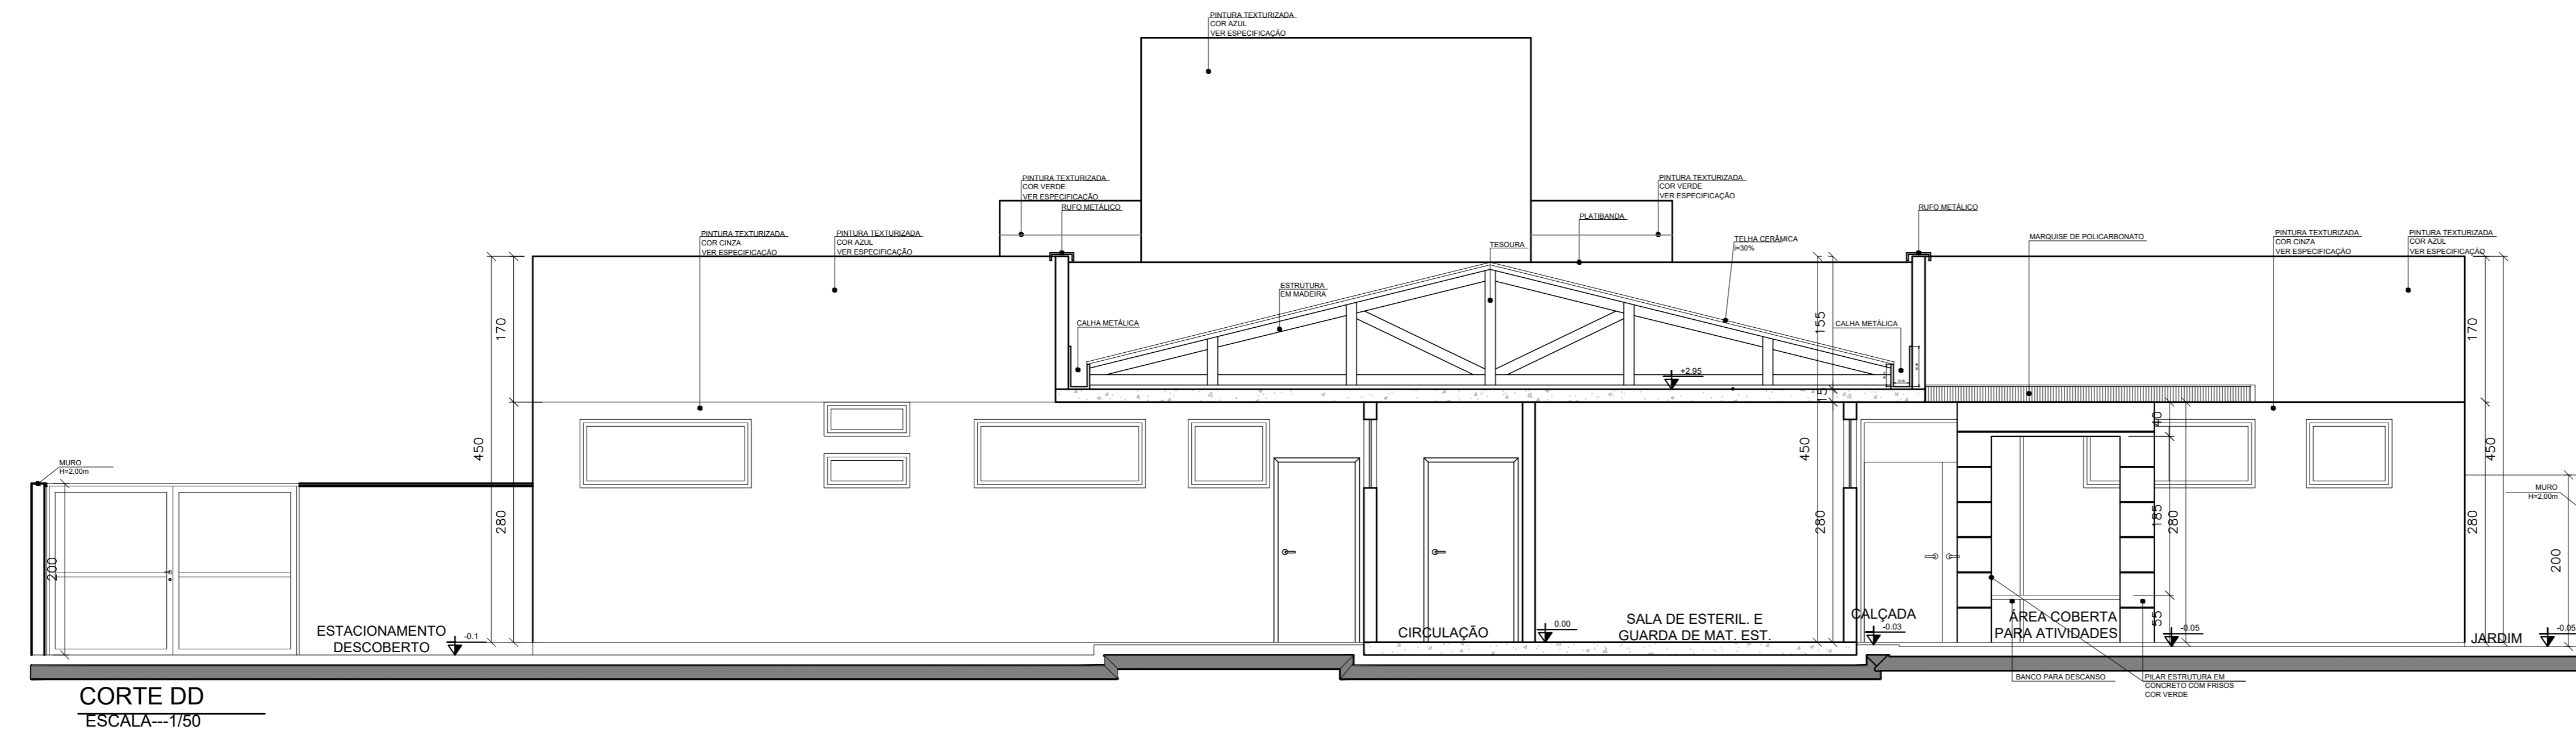 PINTURA TEXTURIZADA
COR AZUL
VER ESPECIFICAÇÃO
PINTURA TEXTURIZADA
COR VERDE
VER ESPECIFICAÇÃO
RUFO METÁLICO
PINTURA TEXTURIZADA
COR VERDE
VER ESPECIFICAÇÃO
PLATIBANDA
RUFO METÁLICO
PINTURA TEXTURIZADA
COR CINZA
VER ESPECIFICAÇÃO
PINTURA TEXTURIZADA
COR AZUL
VER ESPECIFICAÇÃO
TESOURA
TELHA CERÂMICA
i=30%
MARQUISE DE POLICARBONATO
PINTURA TEXTURIZADA
COR CINZA
VER ESPECIFICAÇÃO
PINTURA TEXTURIZADA
COR AZUL
VER ESPECIFICAÇÃO
ESTRUTURA
EM MADEIRA
CALHA METÁLICA
CALHA METÁLICA
170
155
170
+2.95
15
40
450
450
450
MURO
H=2,00m
MURO
H=2,00m
280
280
185
280
280
200
200
55
ESTACIONAMENTO
DESCOBERTO
-0.1
CIRCULAÇÃO
0.00
SALA DE ESTERIL. E
GUARDA DE MAT. EST.
CALÇADA
-0.03
ÁREA COBERTA
PARA ATIVIDADES
-0.05
JARDIM
-0.05
BANCO PARA DESCANSO
PILAR ESTRUTURA EM
CONCRETO COM FRISOS
COR VERDE
CORTE DD
ESCALA---1/50